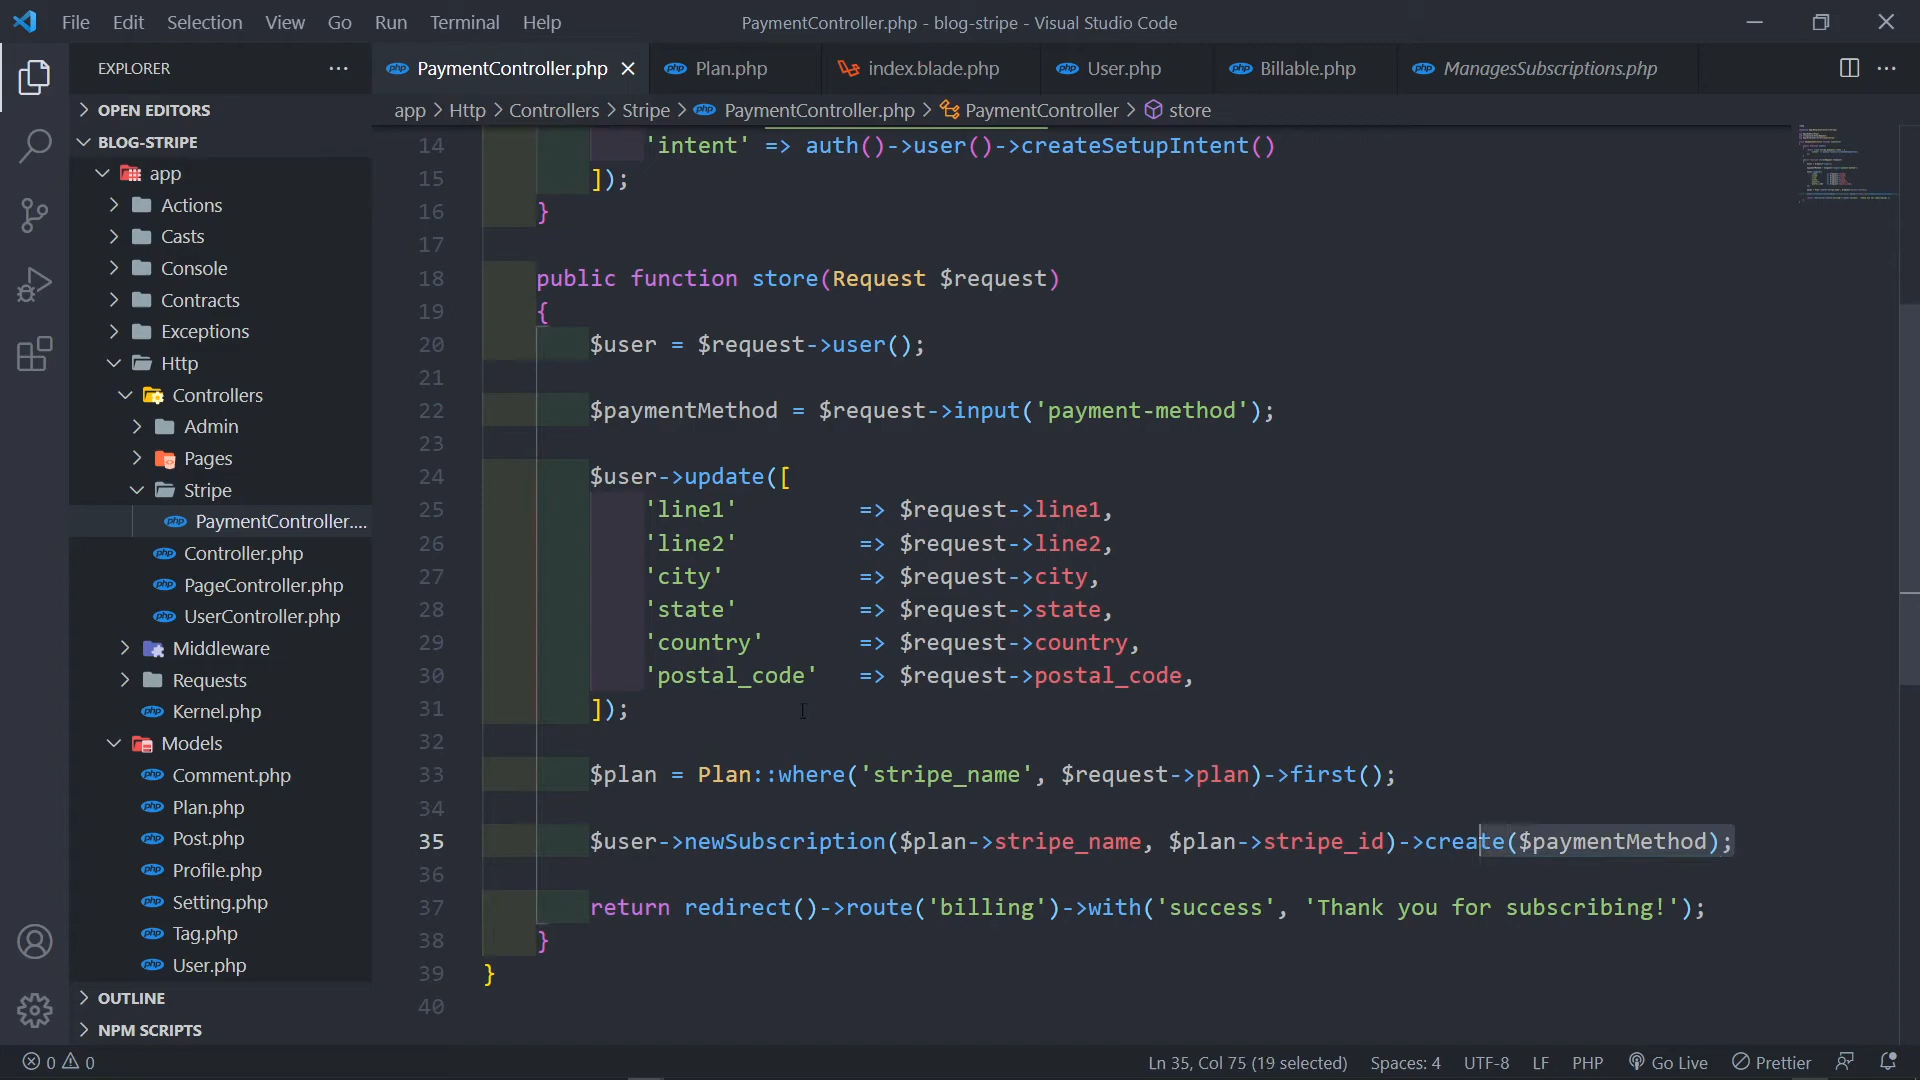 File Edit Selection View Go Run Terminal Help
PaymentController.php - blog-stripe - Visual Studio Code
EXPLORER
OPEN EDITORS
BLOG-STRIPE
app
Actions
Casts
Console
Contracts
Exceptions
Http
Controllers
Admin
Pages
Stripe
PaymentController....
Controller.php
PageController.php
UserController.php
Middleware
Requests
Kernel.php
Models
Comment.php
Plan.php
Post.php
Profile.php
Setting.php
Tag.php
User.php
OUTLINE
NPM SCRIPTS
PaymentController.php Plan.php index.blade.php User.php Billable.php ManagesSubscriptions.php
app > Http > Controllers > Stripe > PaymentController.php > PaymentController > store
14 'intent' => auth()->user()->createSetupIntent()
15 ]);
16 }
17
18 public function store(Request $request)
19 {
20 $user = $request->user();
21
22 $paymentMethod = $request->input('payment-method');
23
24 $user->update([
25 'line1' => $request->line1,
26 'line2' => $request->line2,
27 'city' => $request->city,
28 'state' => $request->state,
29 'country' => $request->country,
30 'postal_code' => $request->postal_code,
31 ]);
32
33 $plan = Plan::where('stripe_name', $request->plan)->first();
34
35 $user->newSubscription($plan->stripe_name, $plan->stripe_id)->create($paymentMethod);
36
37 return redirect()->route('billing')->with('success', 'Thank you for subscribing!');
38 }
39 }
40
0 0
Ln 35, Col 75 (19 selected) Spaces: 4 UTF-8 LF PHP Go Live Prettier